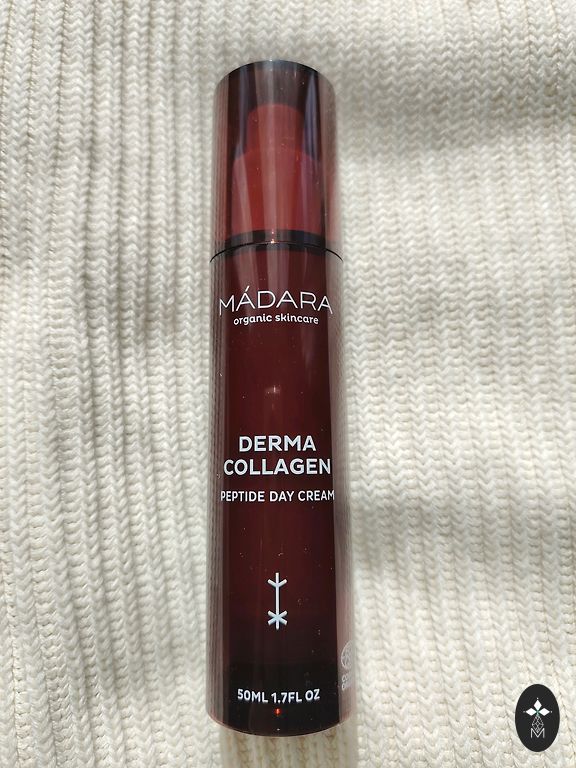 MÁDARA
organic skincare
DERMA
COLLAGEN
PEPTIDE DAY CREAM
50ML 1.7FL OZ